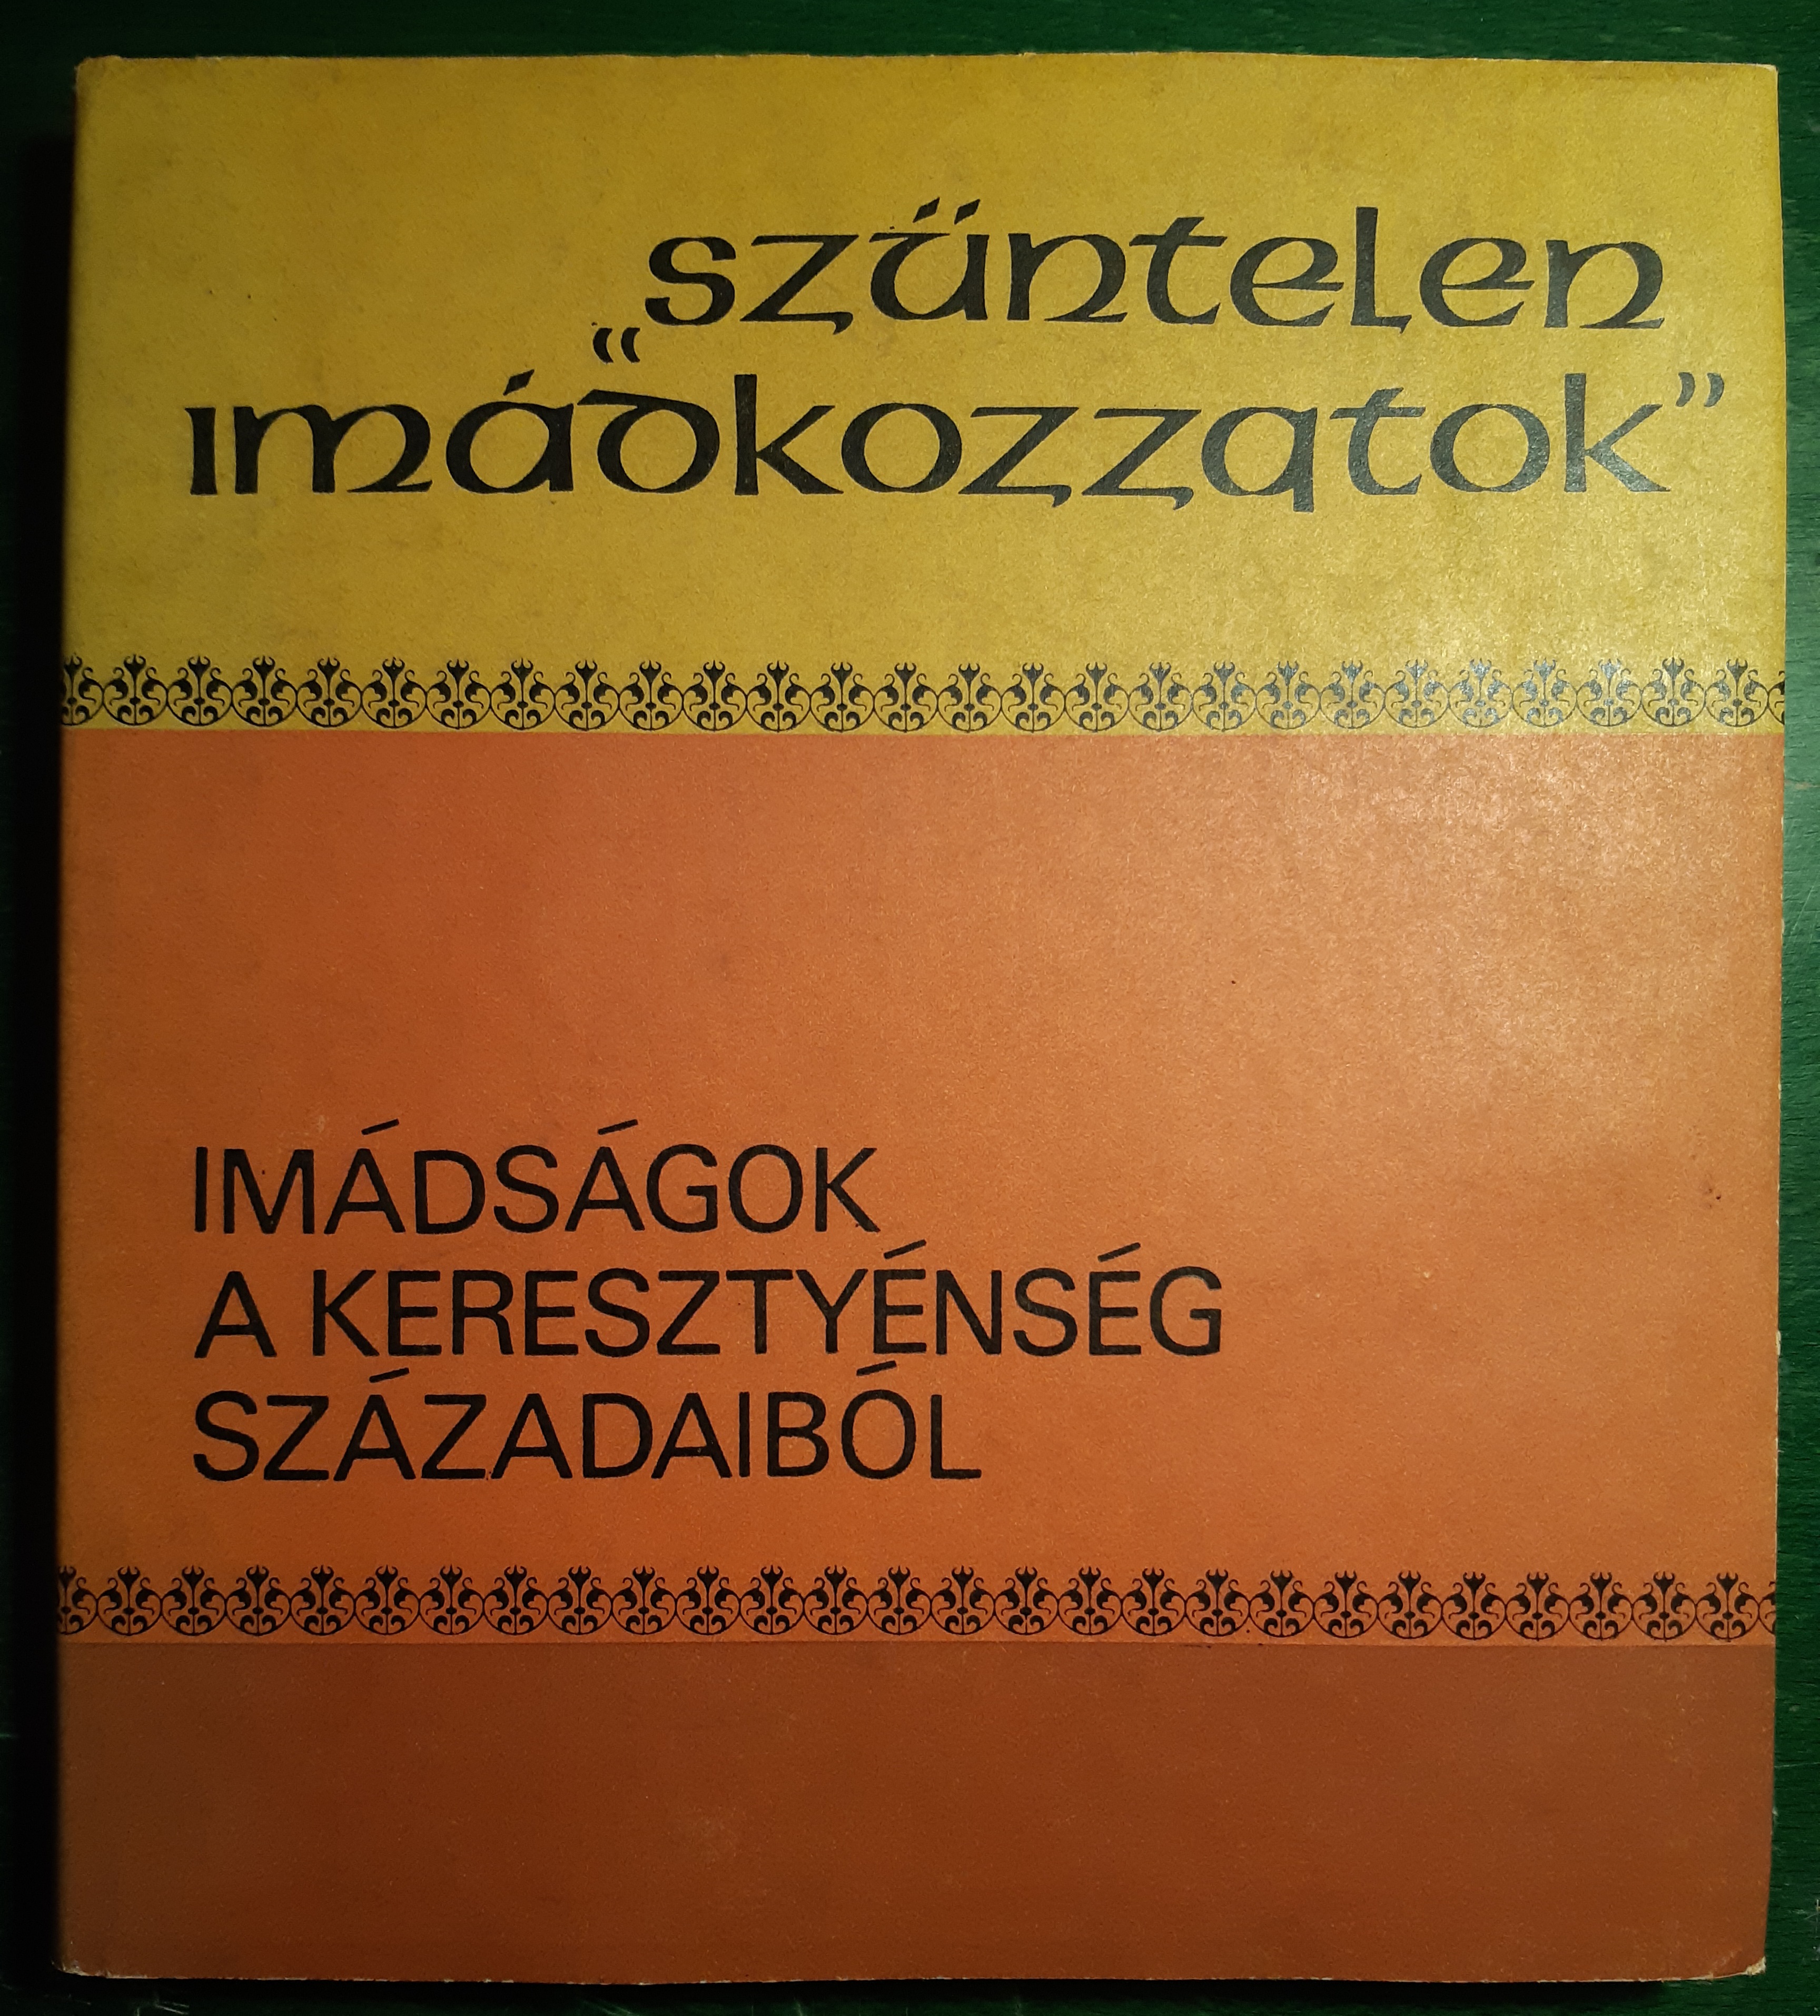 „szüntelen
imádkozzatok”
IMÁDSÁGOK
A KERESZTYÉNSÉG
SZÁZADAIBÓL